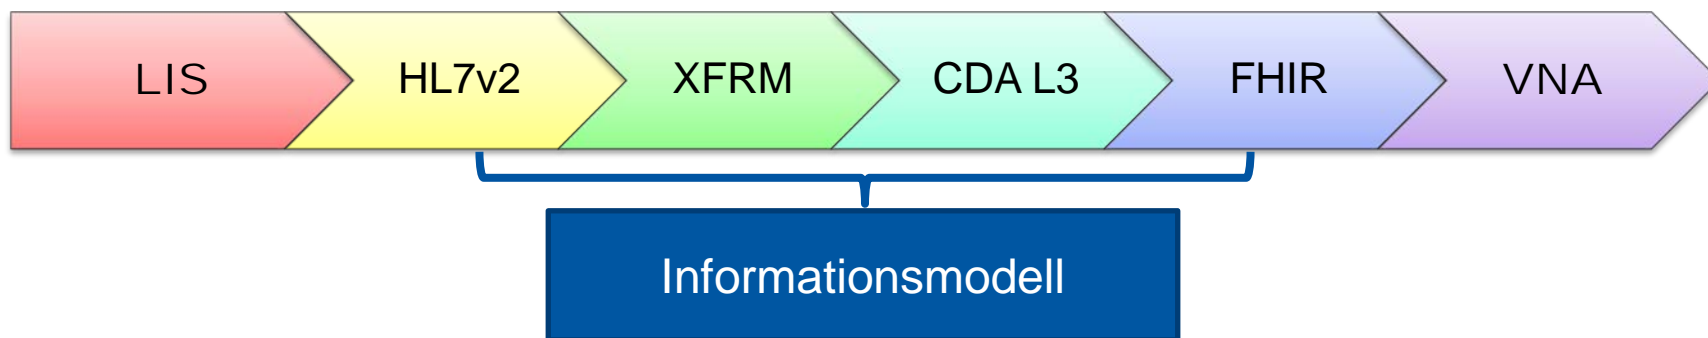 LIS HL7v2 XFRM CDA L3 FHIR VNA
Informationsmodell